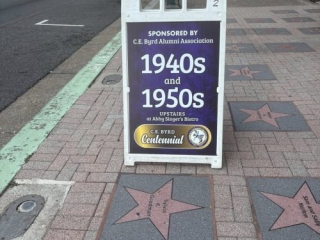 SPONSORED BY
C.E. Byrd Alumni Association
1940s
and
1950s
UPSTAIRS
at Abby Singer's Bistro
C.E. BYRD
Centennial